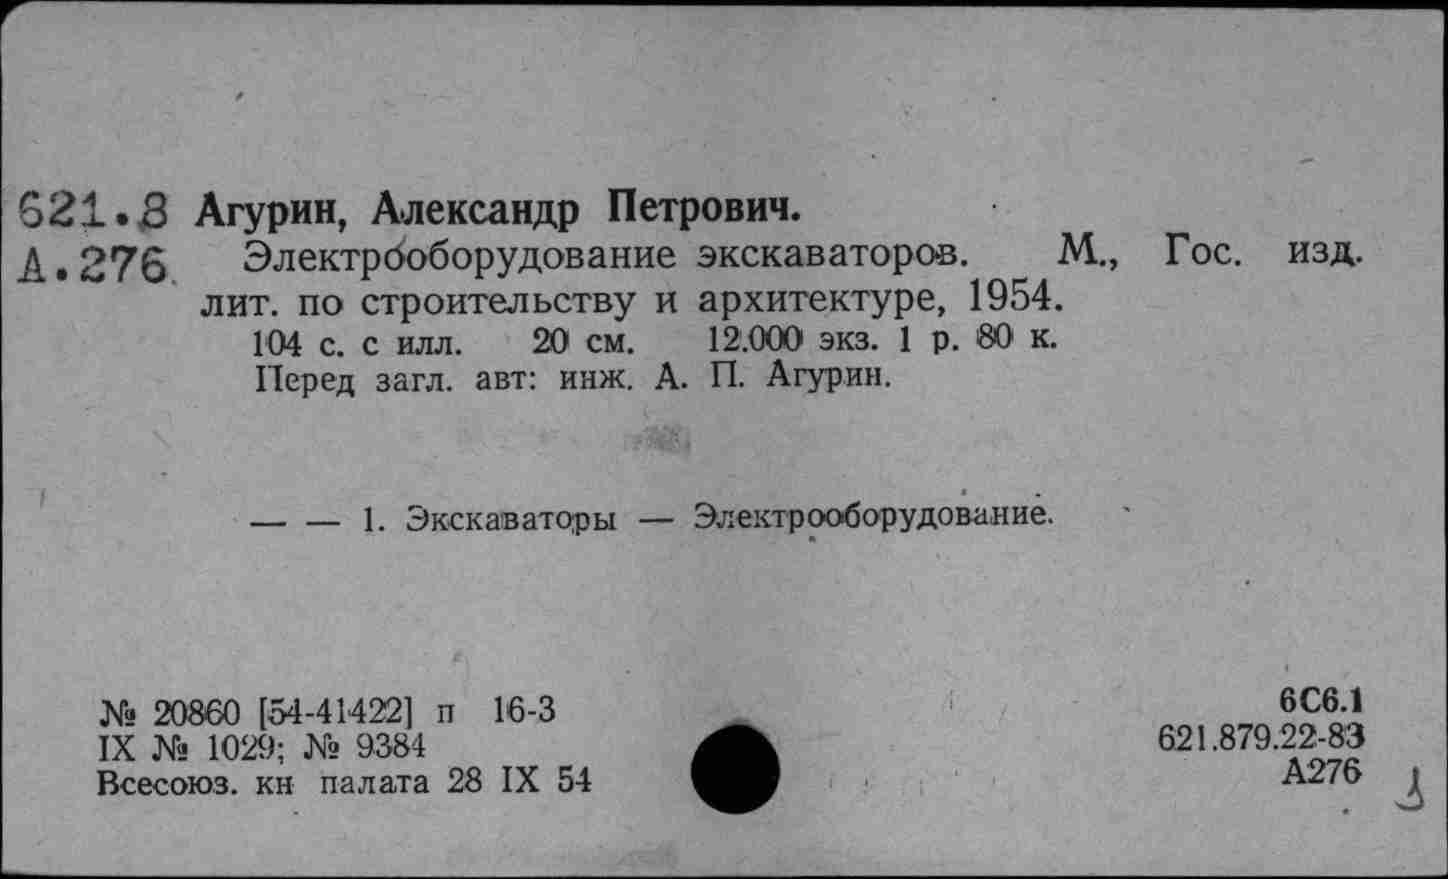 621.8 Агурин, Александр Петрович.
А.276 Электрооборудование экскаваторов. М., Гос. изд.
лит. по строительству и архитектуре, 1954.
104 с. с илл. 20 см. 12.000 экз. 1 р. 80 к.
Перед загл. авт: инж. А. П. Агурин.
— — 1. Экскаваторы — Электрооборудование.
№ 20860 [54-41422] п 16-3
IX № 1029; № 9384
Всесоюз. кн палата 28 IX 54
6С6.1
621.879.22-83
А276